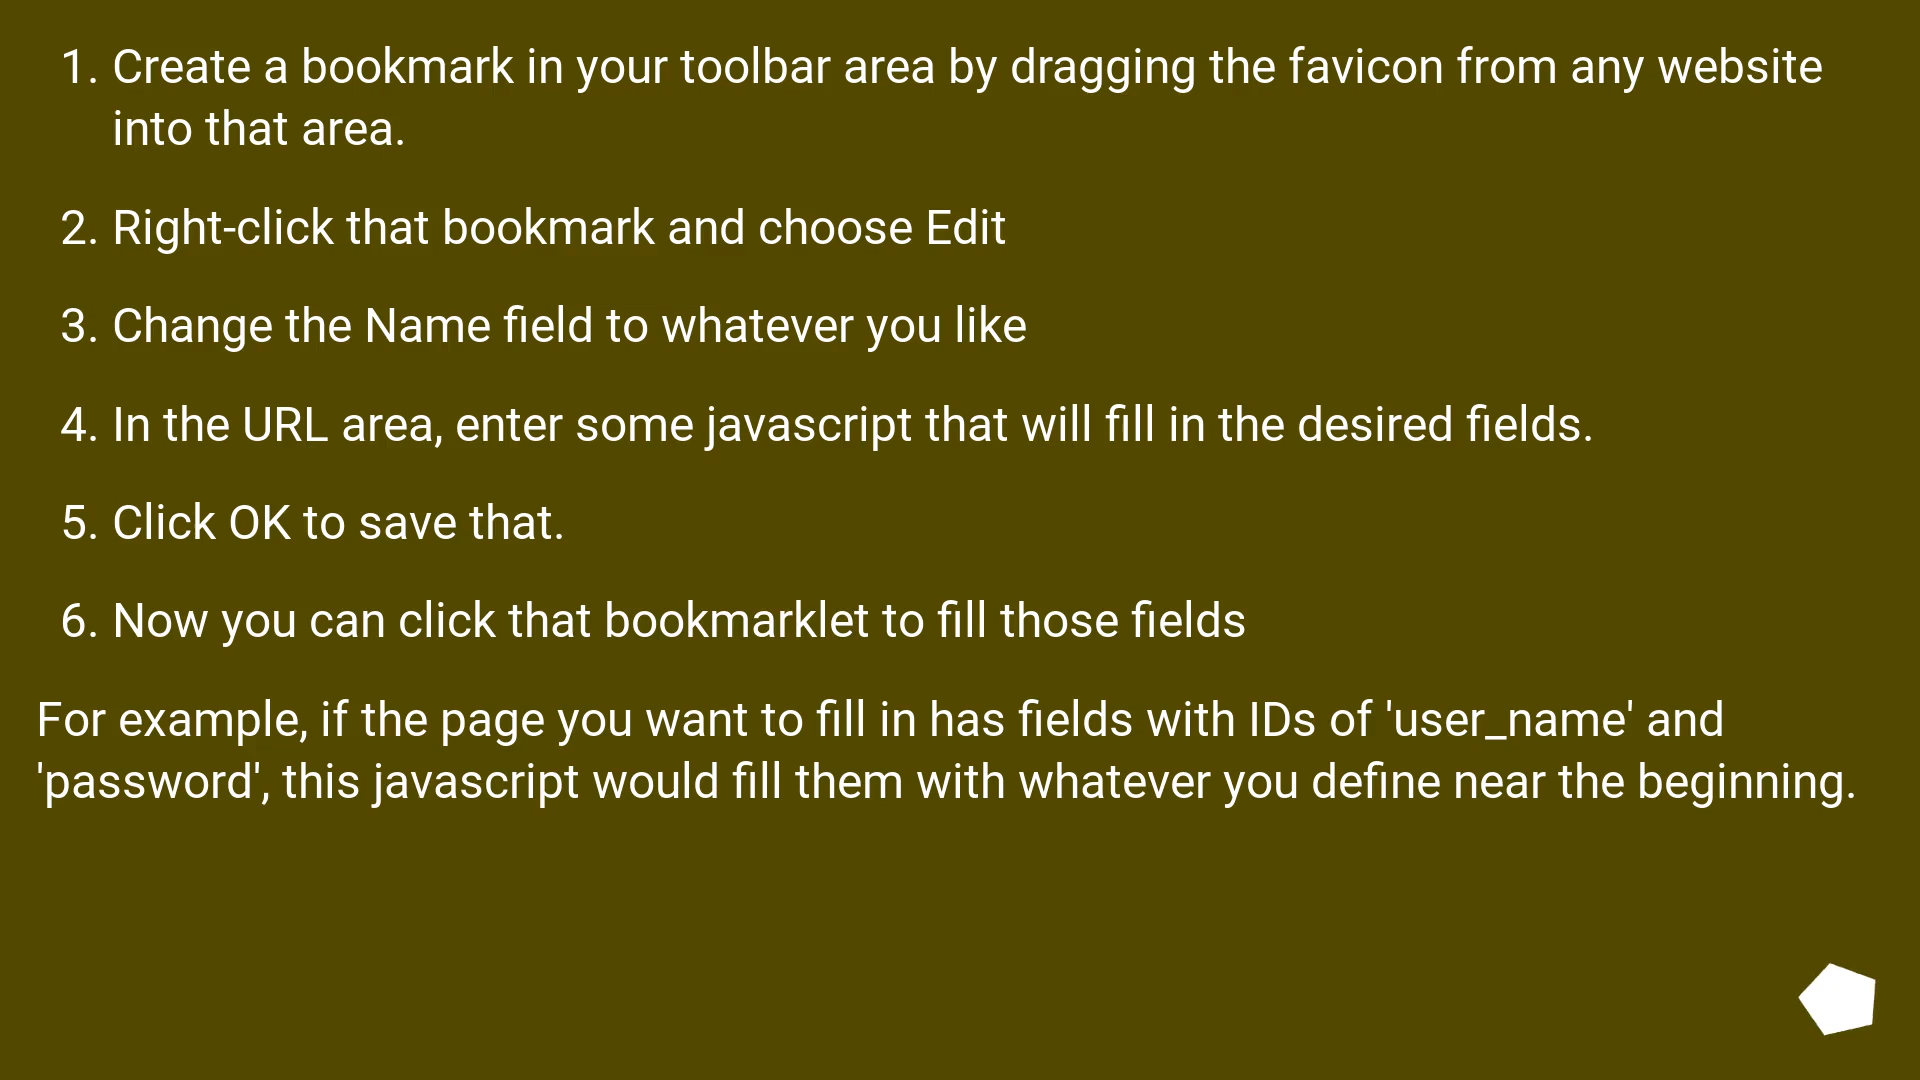 1. Create a bookmark in your toolbar area by dragging the favicon from any website
into that area.
2. Right-click that bookmark and choose Edit
3. Change the Name field to whatever you like
4. In the URL area, enter some javascript that will fill in the desired fields.
5. Click OK to save that.
6. Now you can click that bookmarklet to fill those fields
For example, if the page you want to fill in has fields with IDs of 'user_name' and
'password', this javascript would fill them with whatever you define near the beginning.